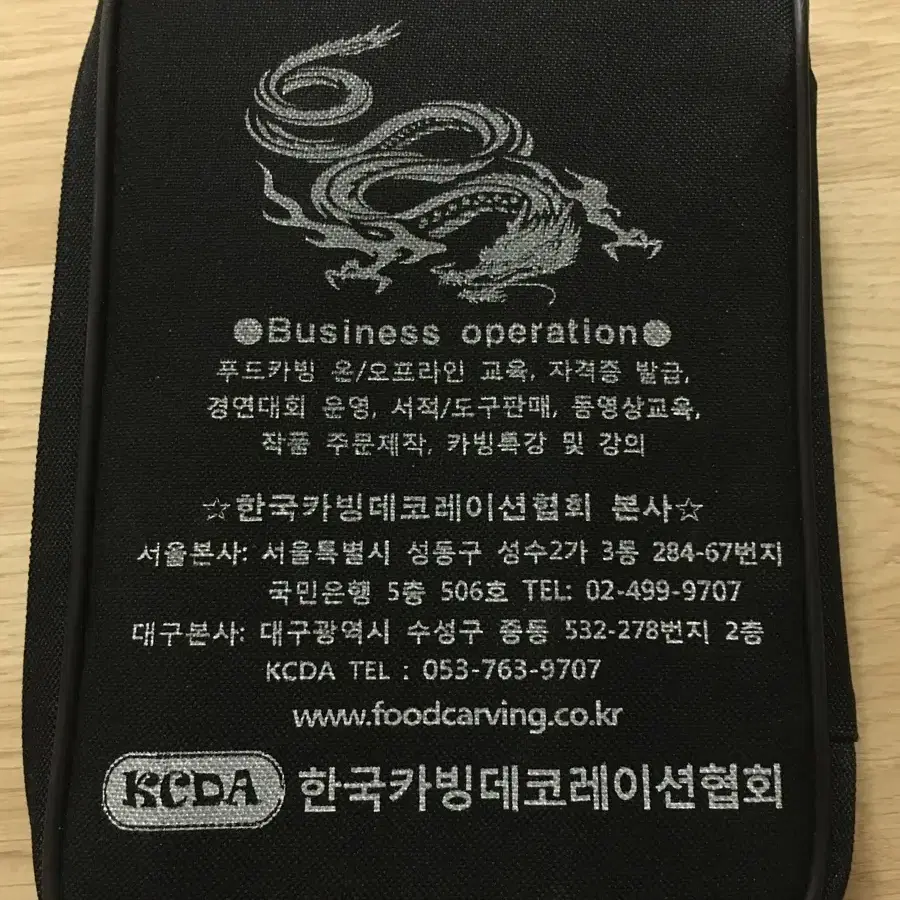 ●Business operation●
푸드카빙 온/오프라인 교육, 자격증 발급,
경연대회 운영, 서적/도구판매, 동영상교육,
작품 주문제작, 카빙특강 및 강의
☆한국카빙데코레이션협회 본사☆
서울본사: 서울특별시 성동구 성수2가 3동 284-67번지
국민은행 5층 506호 TEL: 02-499-9707
대구본사: 대구광역시 수성구 중동 532-278번지 2층
KCDA TEL : 053-763-9707
www.foodcarving.co.kr
KCDA 한국카빙데코레이션협회